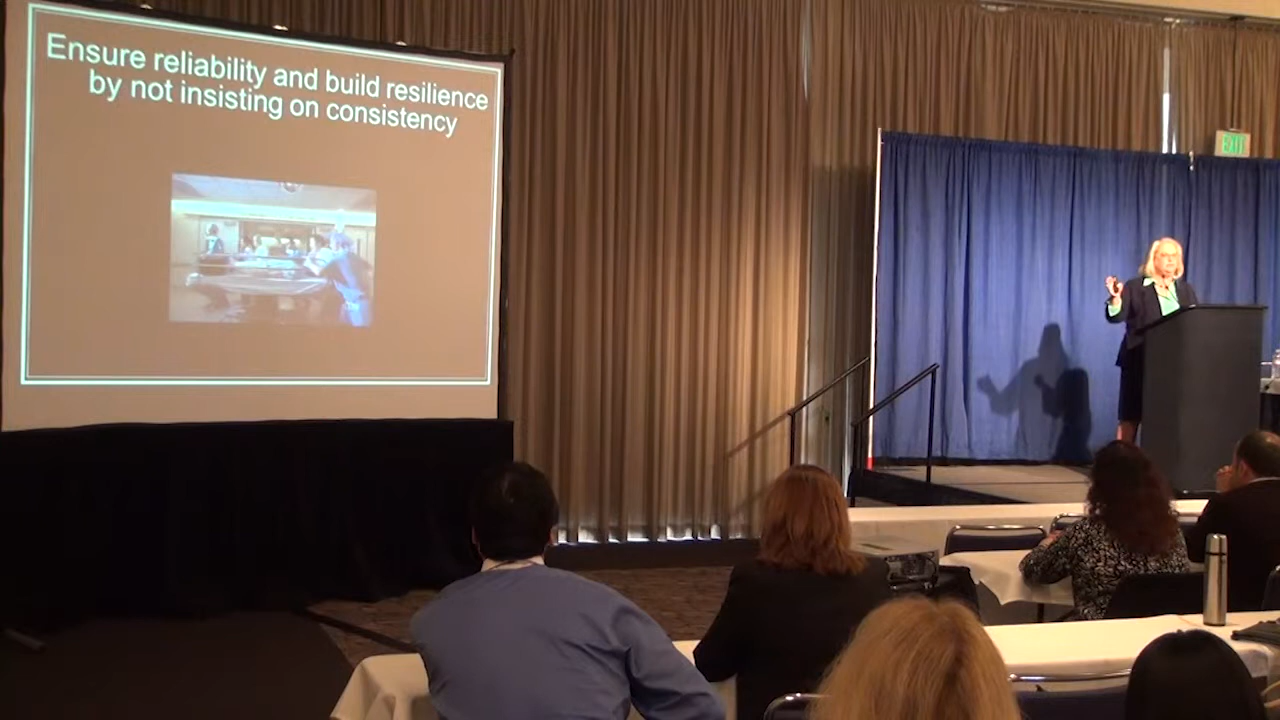 Ensure reliability and build resilience
by not insisting on consistency
EXIT